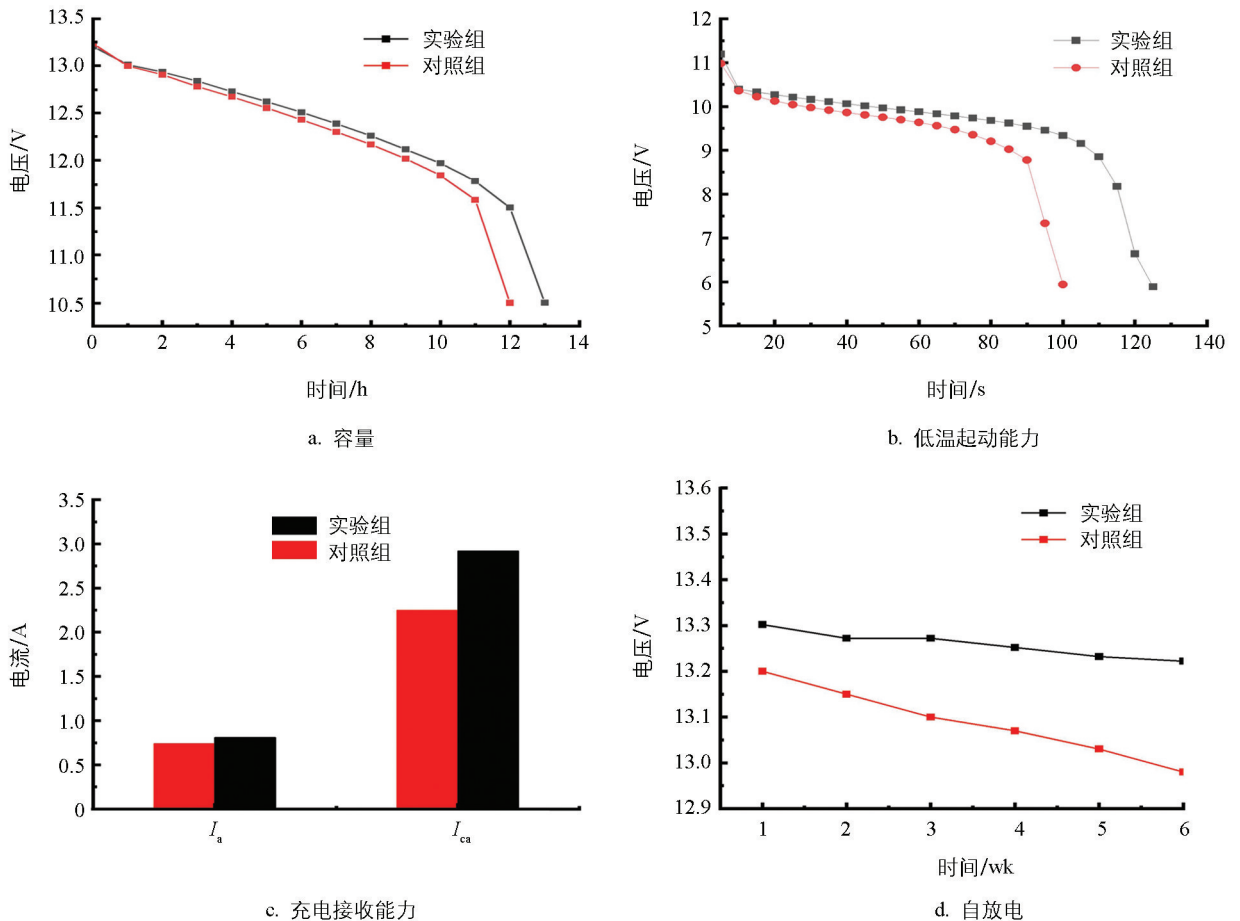 13.5
13.0
12.5
12.0
11.5
11.0
10.5
电压/V
实验组
对照组
0 2 4 6 8 10 12 14
时间/h
a. 容量
12
11
10
9
8
7
6
5
电压/V
实验组
对照组
20 40 60 80 100 120 140
时间/s
b. 低温起动能力
3.5
3.0
2.5
2.0
1.5
1.0
0.5
0
电流/A
实验组
对照组
Ia Ica
c. 充电接收能力
13.6
13.5
13.4
13.3
13.2
13.1
13.0
12.9
电压/V
实验组
对照组
1 2 3 4 5 6
时间/wk
d. 自放电